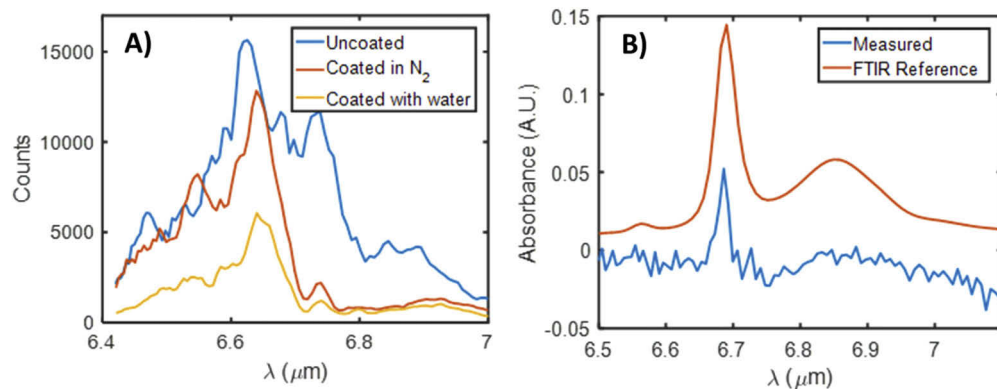 A)
Uncoated
Coated in N2
Coated with water
15000
10000
5000
0
Counts
6.4
6.6
6.8
7
λ (μm)
B)
Measured
FTIR Reference
0.15
0.1
0.05
0
-0.05
Absorbance (A.U.)
6.5
6.6
6.7
6.8
6.9
7
λ (μm)